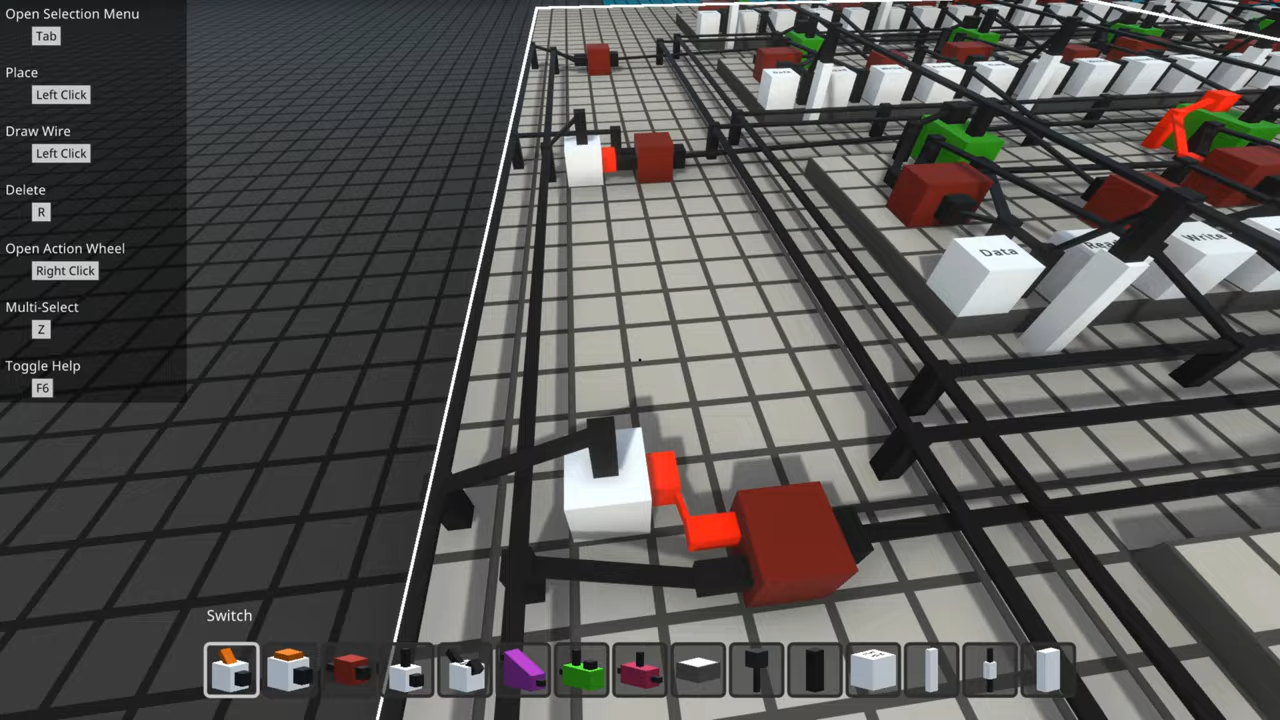 Open Selection Menu
Tab
Place
Left Click
Draw Wire
Left Click
Delete
R
Open Action Wheel
Right Click
Multi-Select
Z
Toggle Help
F6
Data
Write
Switch